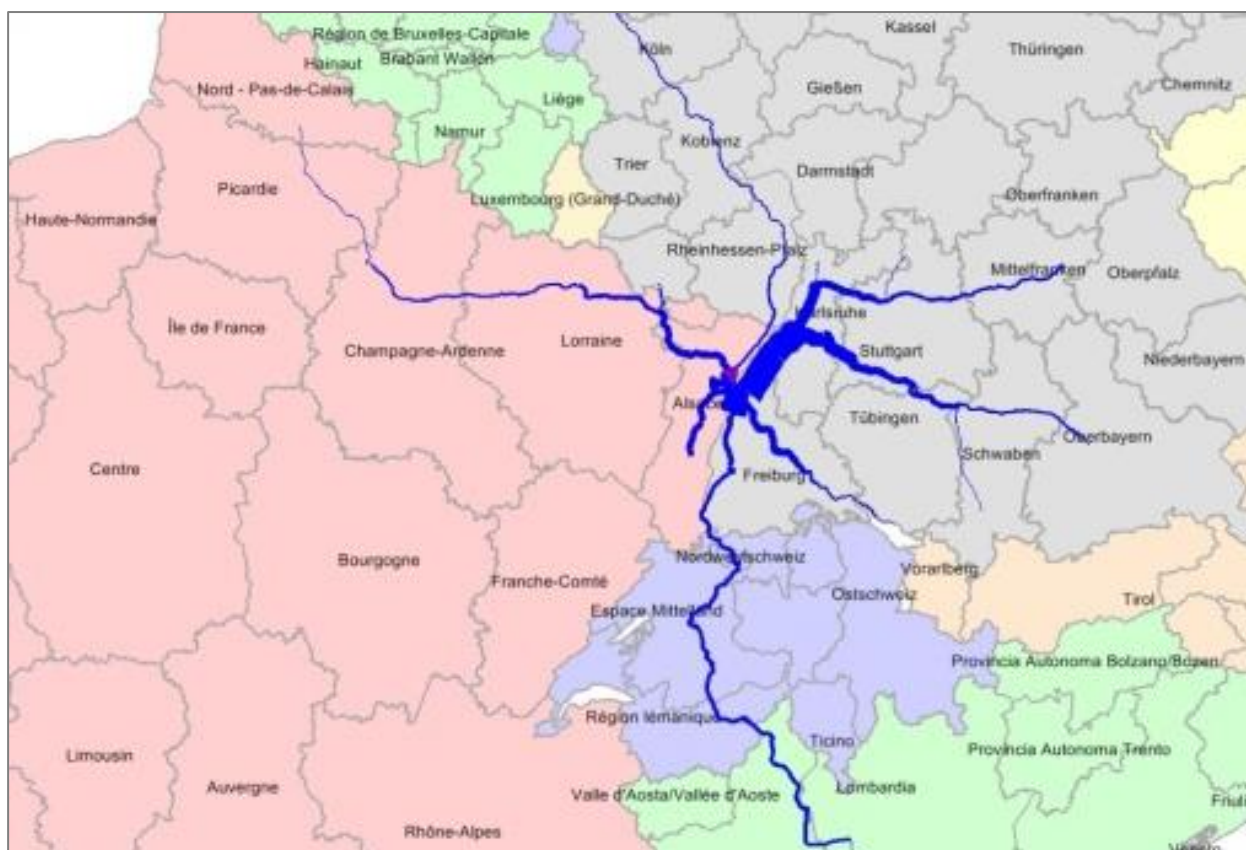 Kassel
Région de Bruxelles-Capitale
Köln
Thüringen
Hainaut
Brabant Wallon
Gießen
Chemnitz
Nord - Pas-de-Calais
Liège
Namur
Koblenz
Trier
Darmstadt
Picardie
Oberfranken
Luxembourg (Grand-Duché)
Haute-Normandie
Rheinhessen-Pfalz
Mittelfranken
Oberpfalz
Île de France
Karlsruhe
Lorraine
Champagne-Ardenne
Stuttgart
Niederbayern
Tübingen
Oberbayern
Schwaben
Centre
Freiburg
Bourgogne
Nordwestschweiz
Vorarlberg
Franche-Comté
Ostschweiz
Espace Mittelland
Tirol
Provincia Autonoma Bolzano/Bozen
Région lémanique
Ticino
Limousin
Provincia Autonoma Trento
Auvergne
Valle d'Aosta/Vallée d'Aoste
Lombardia
Rhône-Alpes